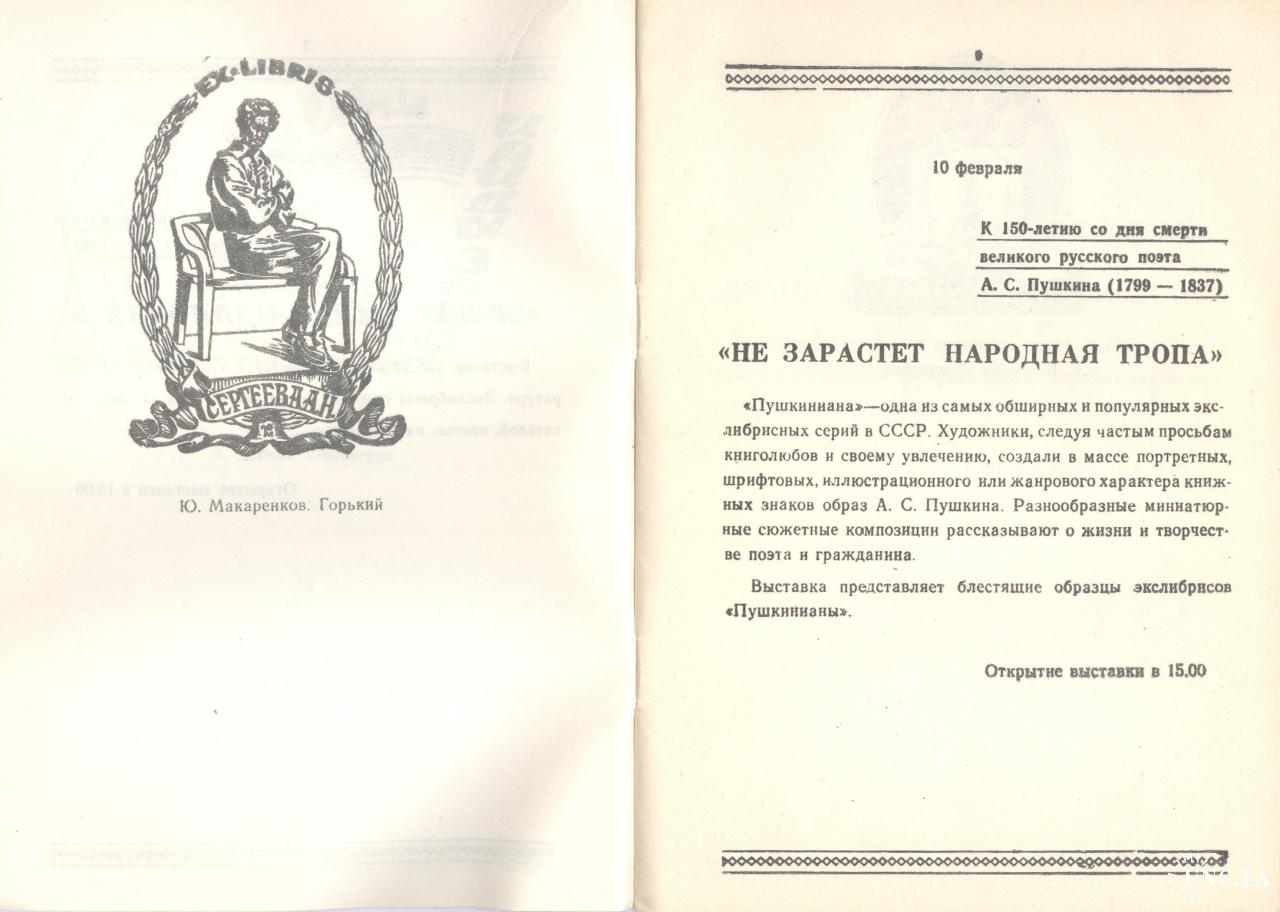 EX·LIBRIS
СЕРГЕЕВА А.Н.
Ю. Макаренков. Горький
10 февраля
К 150-летию со дня смерти
великого русского поэта
А. С. Пушкина (1799 — 1837)
«НЕ ЗАРАСТЕТ НАРОДНАЯ ТРОПА»
«Пушкиниана»—одна из самых обширных и популярных экс-
либрисных серий в СССР. Художники, следуя частым просьбам
книголюбов и своему увлечению, создали в массе портретных,
шрифтовых, иллюстрационного или жанрового характера книж-
ных знаков образ А. С. Пушкина. Разнообразные миниатюр-
ные сюжетные композиции рассказывают о жизни и творчест-
ве поэта и гражданина.
Выставка представляет блестящие образцы экслибрисов
«Пушкинианы».
Открытие выставки в 15.00
UNC.UA